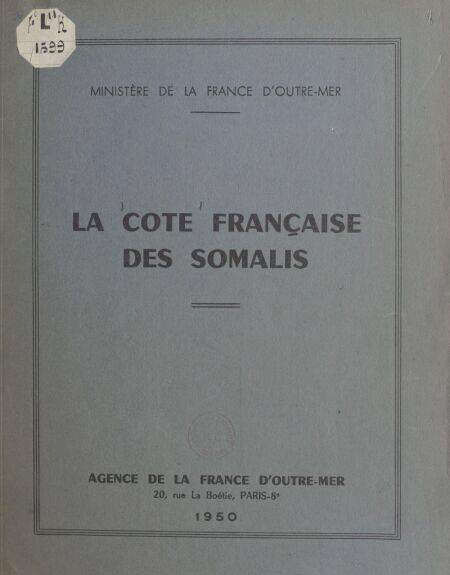 "L"
1599
MINISTÈRE DE LA FRANCE D'OUTRE-MER
LA COTE FRANÇAISE
DES SOMALIS
AGENCE DE LA FRANCE D'OUTRE-MER
20, rue La Boétie, PARIS-8e
1950